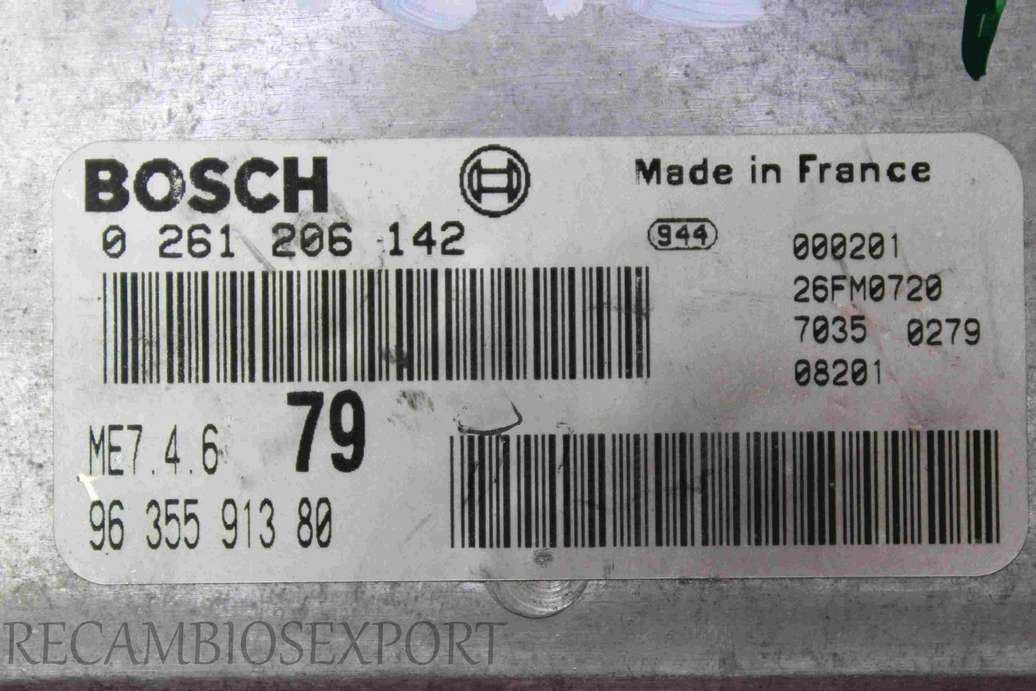 BOSCH
Made in France
0 261 206 142
944
000201
26FM0720
7035 0279
08201
79
ME7.4.6
96 355 913 80
RECAMBIOSEXPORT